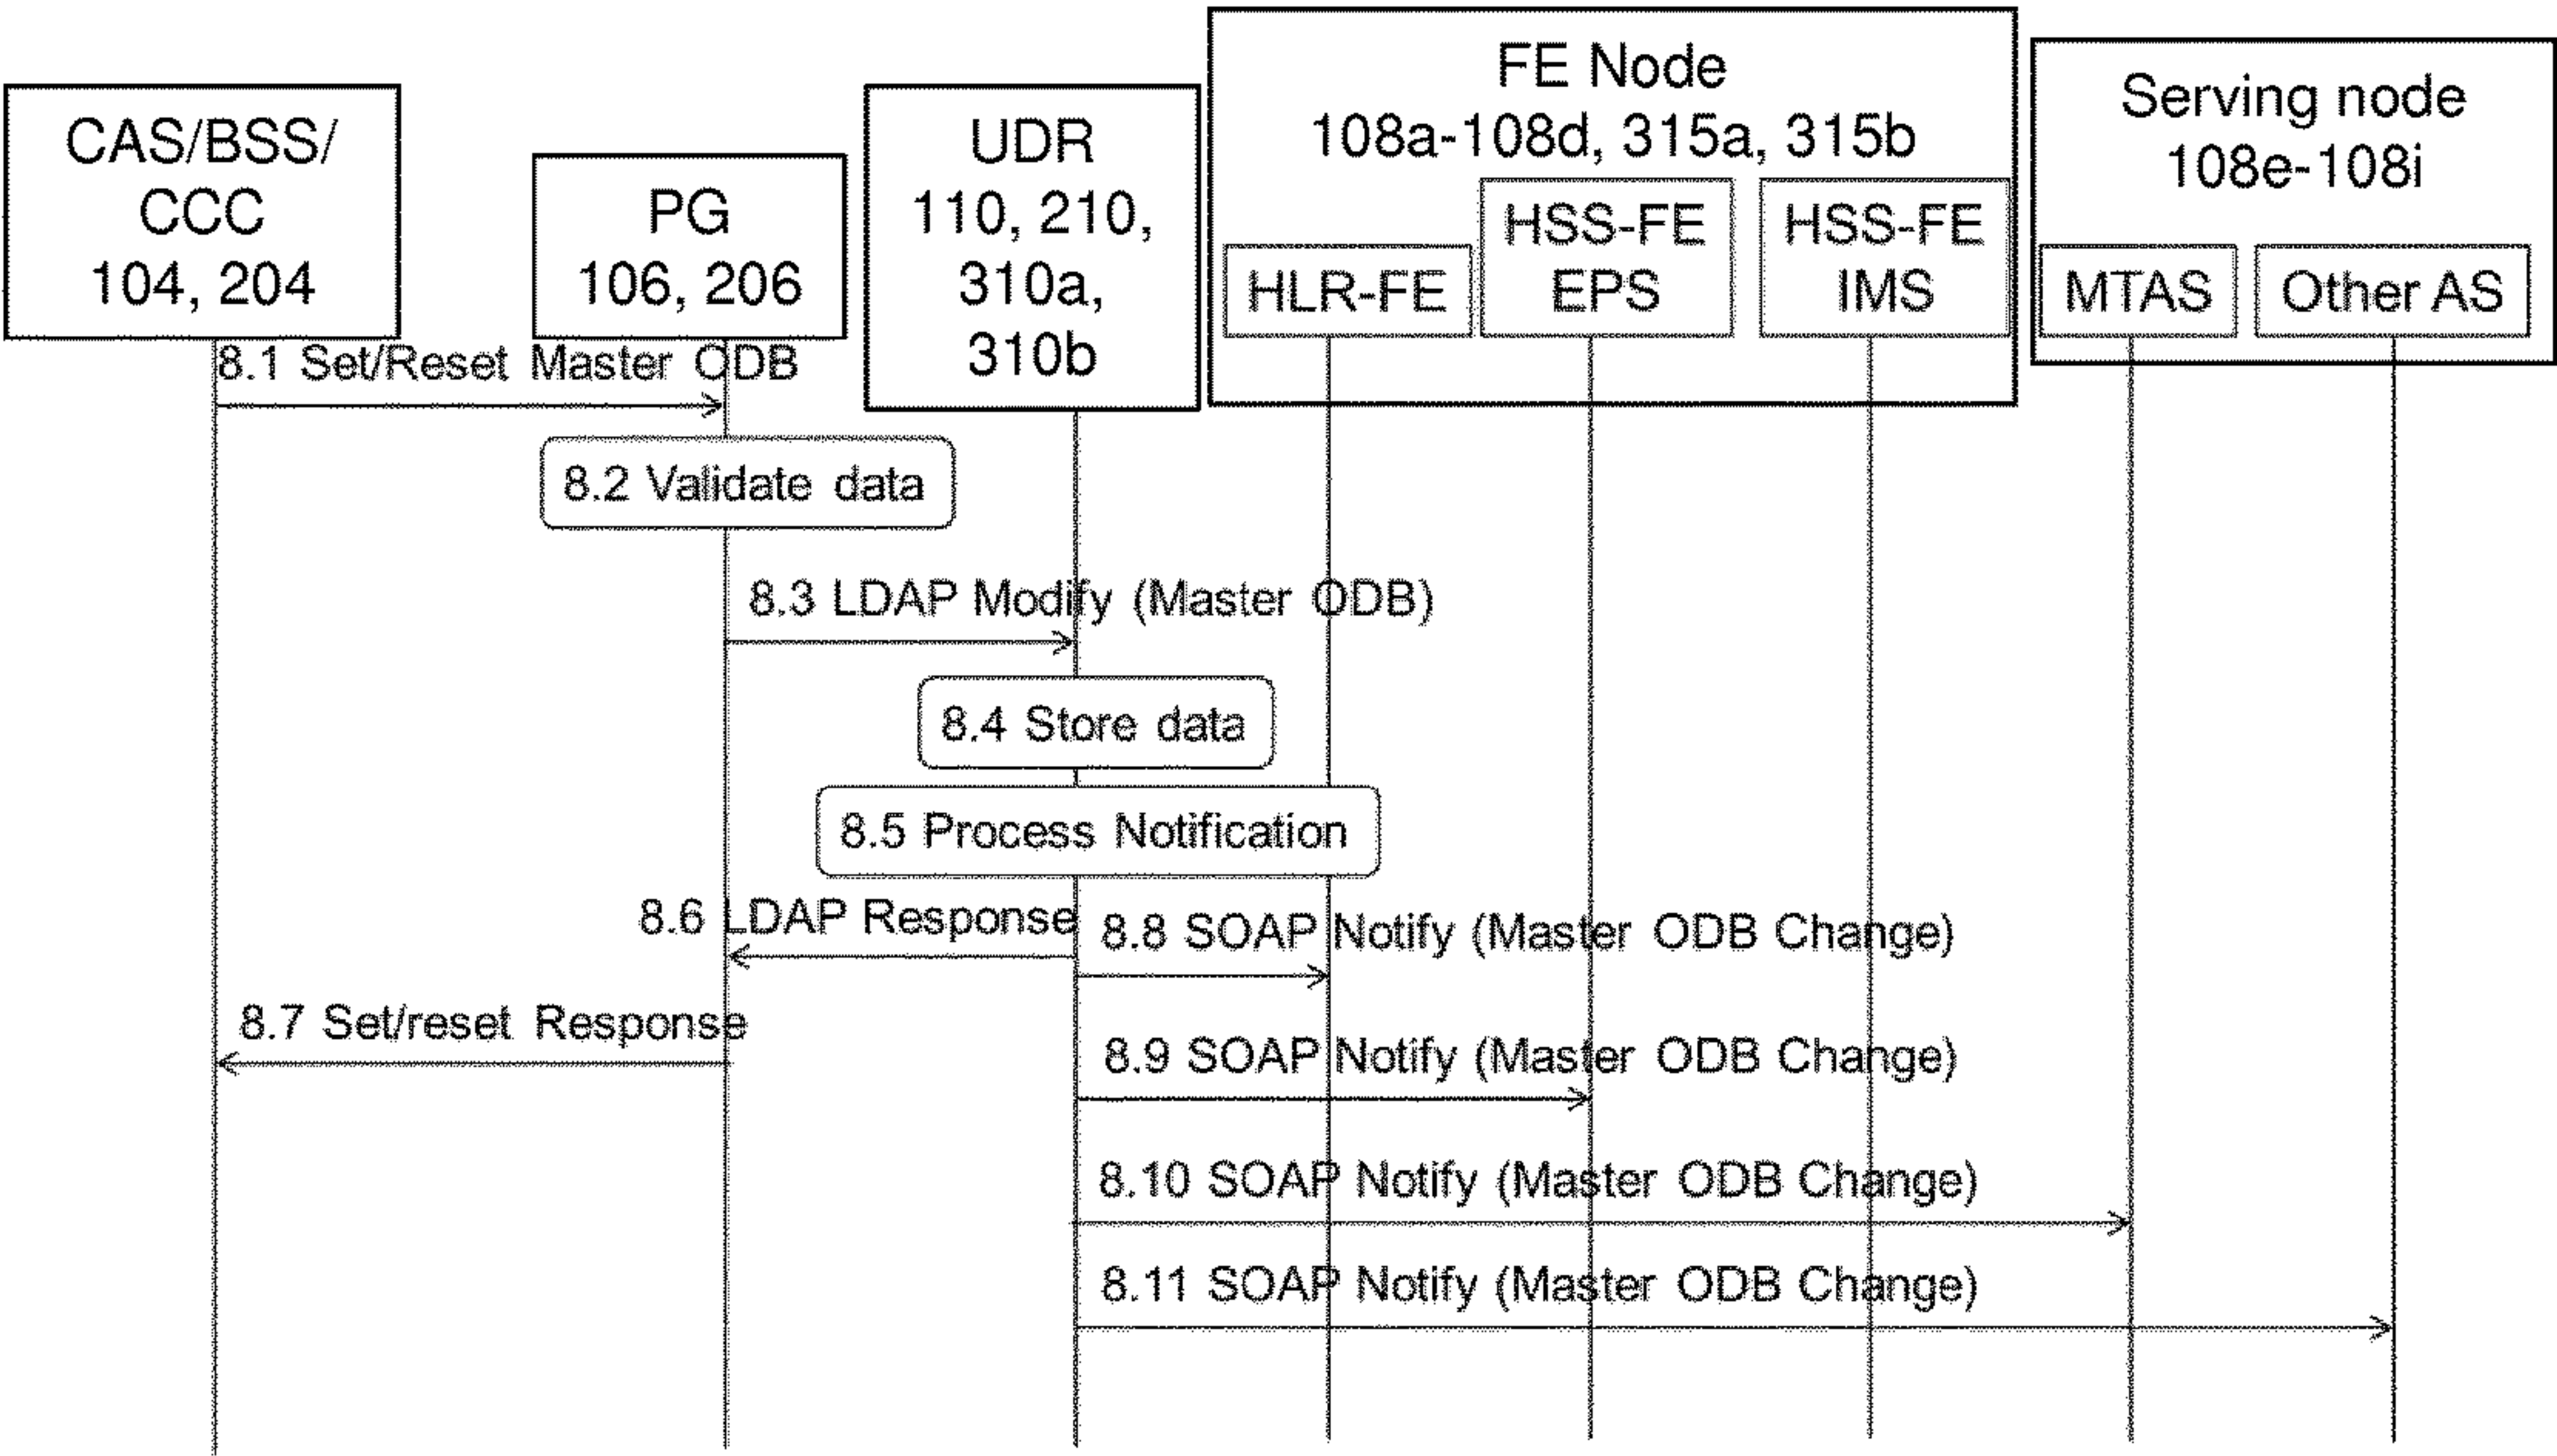 CAS/BSS/
CCC
104, 204
PG
106, 206
UDR
110, 210,
310a,
310b
FE Node
108a-108d, 315a, 315b
HLR-FE
HSS-FE
EPS
HSS-FE
IMS
Serving node
108e-108i
MTAS
Other AS
8.1 Set/Reset Master ODB
8.2 Validate data
8.3 LDAP Modify (Master ODB)
8.4 Store data
8.5 Process Notification
8.6 LDAP Response
8.8 SOAP Notify (Master ODB Change)
8.7 Set/reset Response
8.9 SOAP Notify (Master ODB Change)
8.10 SOAP Notify (Master ODB Change)
8.11 SOAP Notify (Master ODB Change)